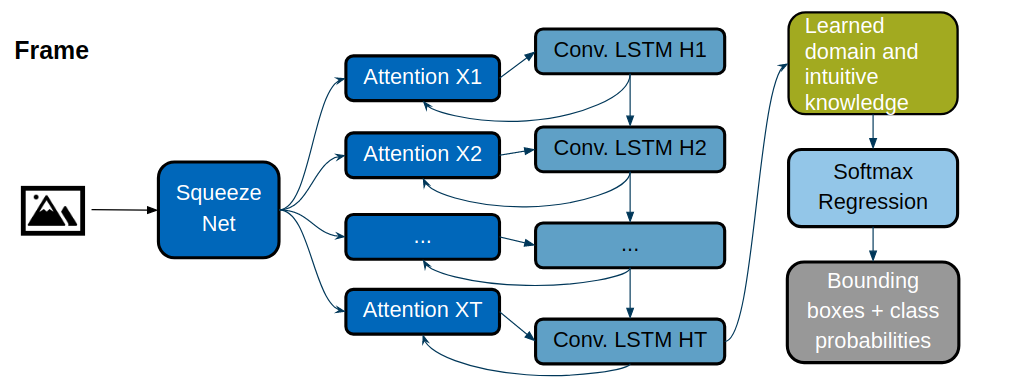 Frame
Squeeze
Net
Attention X1
Attention X2
...
Attention XT
Conv. LSTM H1
Conv. LSTM H2
...
Conv. LSTM HT
Learned
domain and
intuitive
knowledge
Softmax
Regression
Bounding
boxes + class
probabilities